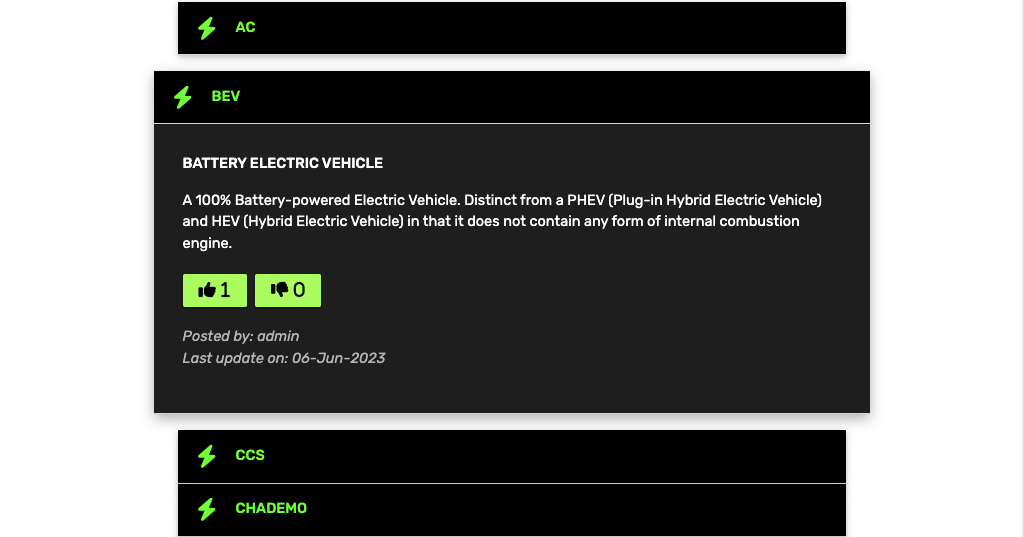 AC
BEV
BATTERY ELECTRIC VEHICLE
A 100% Battery-powered Electric Vehicle. Distinct from a PHEV (Plug-in Hybrid Electric Vehicle)
and HEV (Hybrid Electric Vehicle) in that it does not contain any form of internal combustion
engine.
1 0
Posted by: admin
Last update on: 06-Jun-2023
CCS
CHADEMO